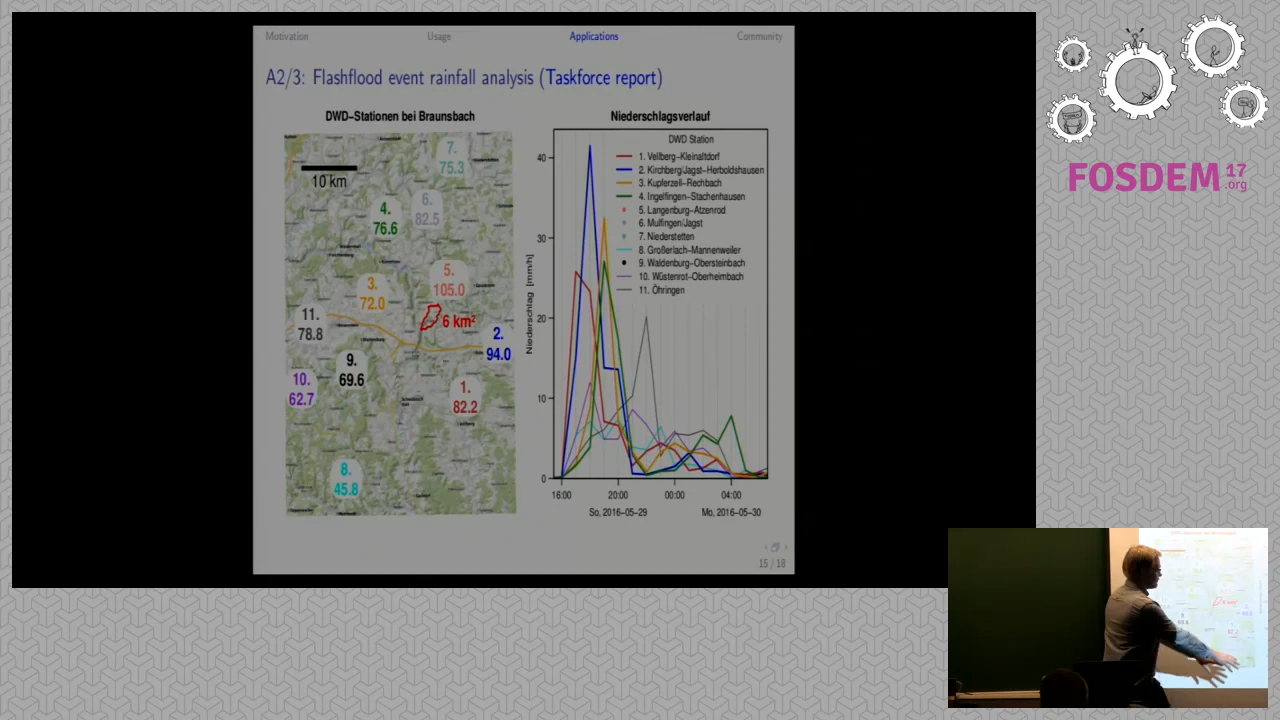 Motivation
Usage
Applications
Community
A2/3: Flashflood event rainfall analysis (Taskforce report)
DWD-Stationen bei Braunsbach
10 km
7.
75.3
6.
82.5
4.
76.6
5.
105.0
3.
72.0
6 km²
11.
78.8
2.
94.0
9.
69.6
10.
62.7
1.
82.2
8.
45.8
Niederschlagsverlauf
Niederschlag [mm/h]
40
30
20
10
0
DWD Station
1. Vellberg-Kleinaltdorf
2. Kirchberg/Jagst-Herboldshausen
3. Kupferzell-Rechbach
4. Ingelfingen-Stachenhausen
5. Langenburg-Atzenrod
6. Mulfingen/Jagst
7. Niederstetten
8. Großerlach-Mannenweiler
9. Waldenburg-Obersteinbach
10. Wüstenrot-Oberheimbach
11. Öhringen
16:00
20:00
00:00
04:00
So, 2016-05-29
Mo, 2016-05-30
15 / 18
FOSDEM 17
.org